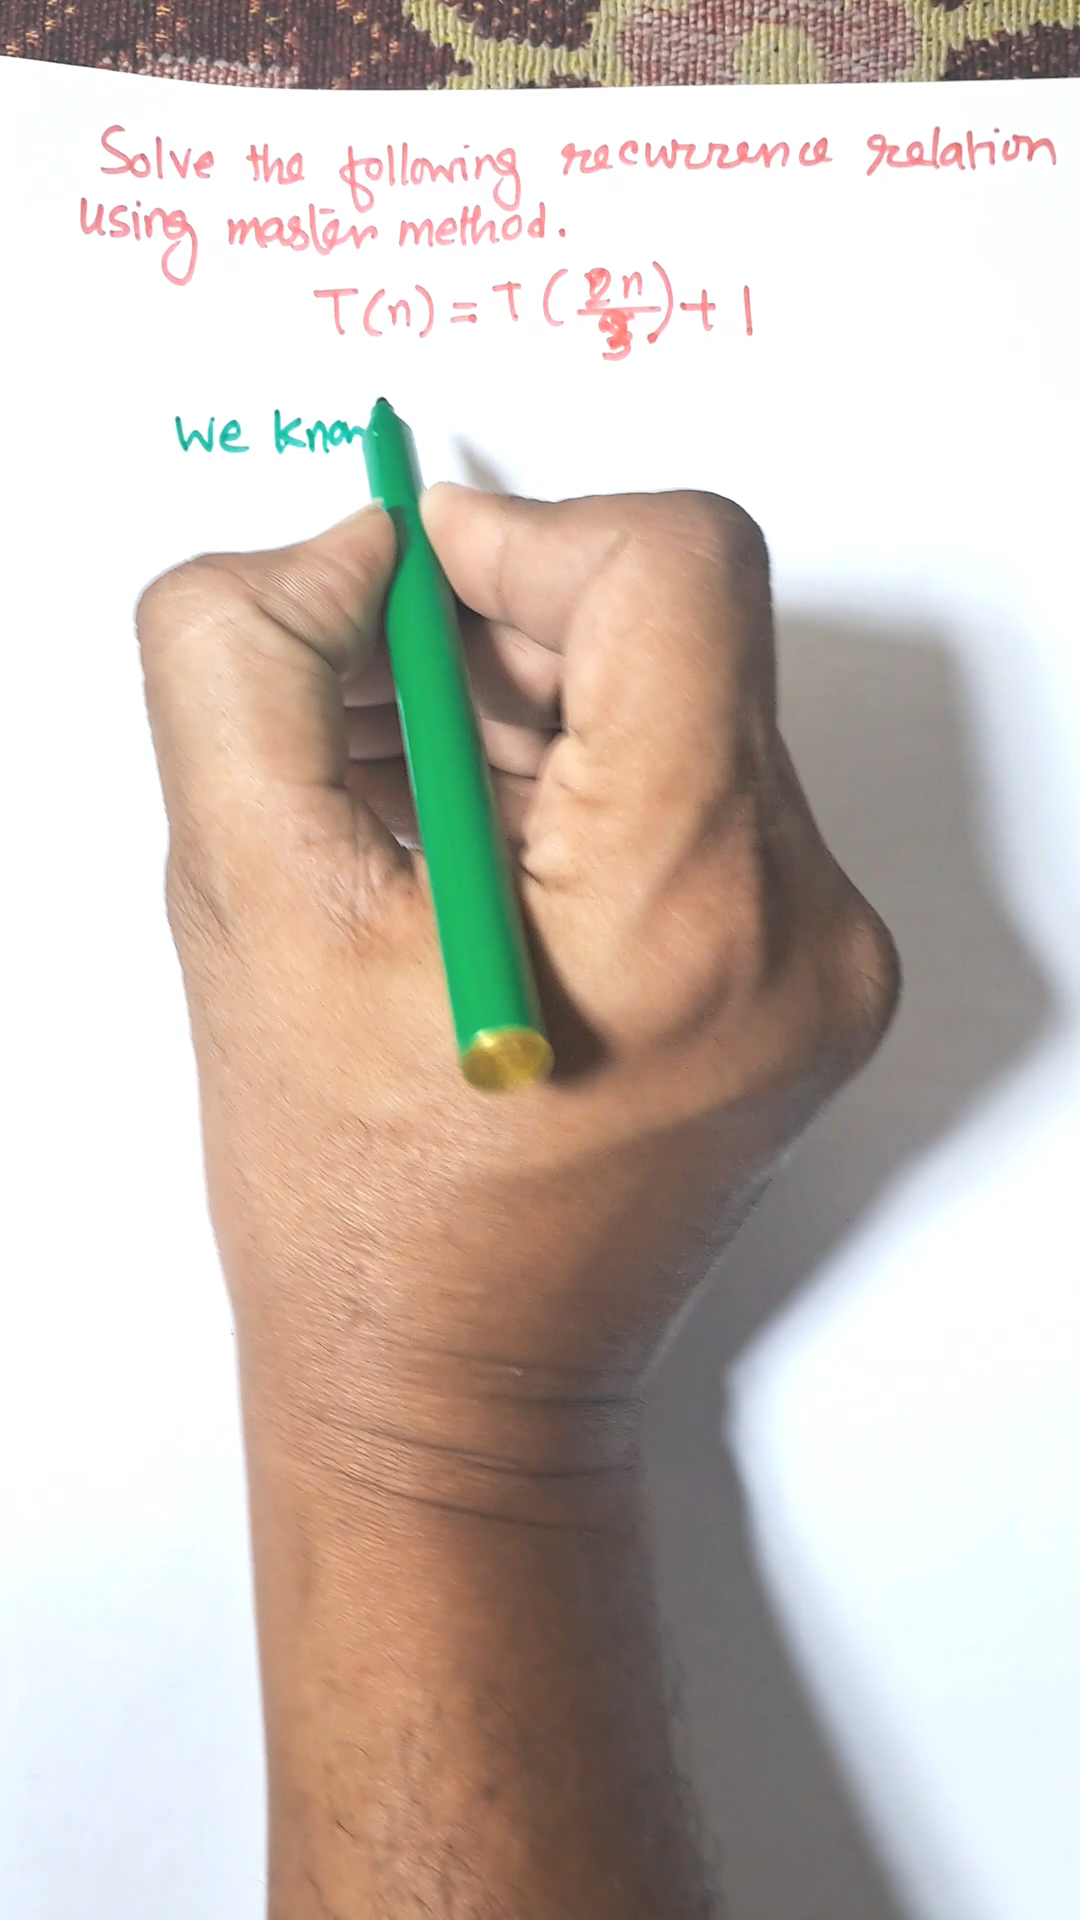 Solve the following recurrence relation
using master method.
T(n) = T(2n/3) + 1
We know